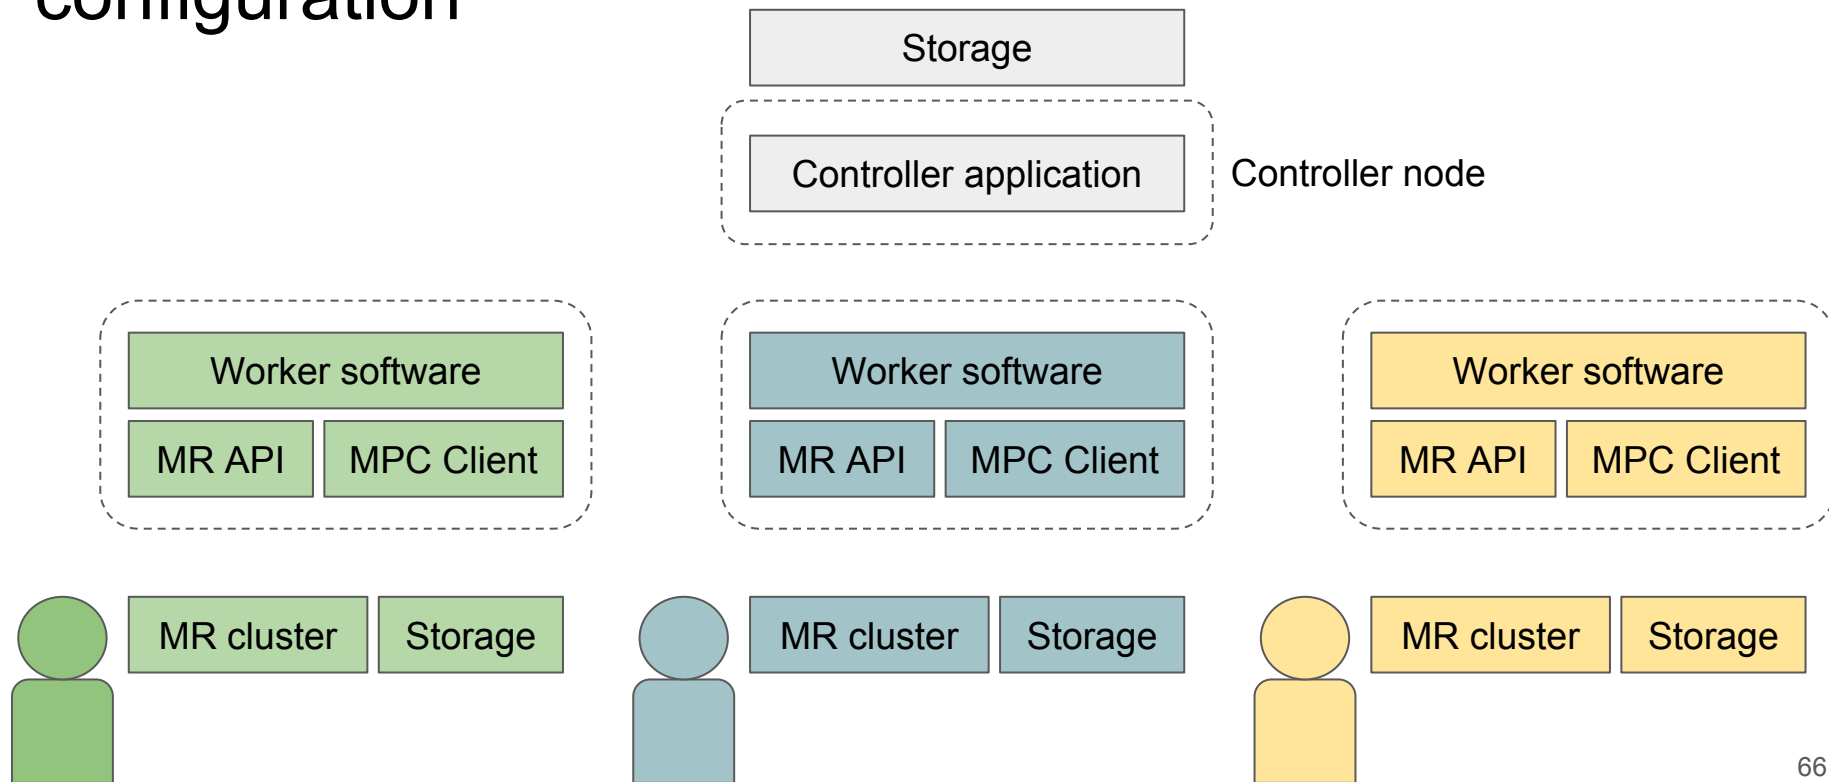 configuration
Storage
Controller application
Controller node
Worker software
Worker software
Worker software
MR API
MPC Client
MR API
MPC Client
MR API
MPC Client
MR cluster
Storage
MR cluster
Storage
MR cluster
Storage
66